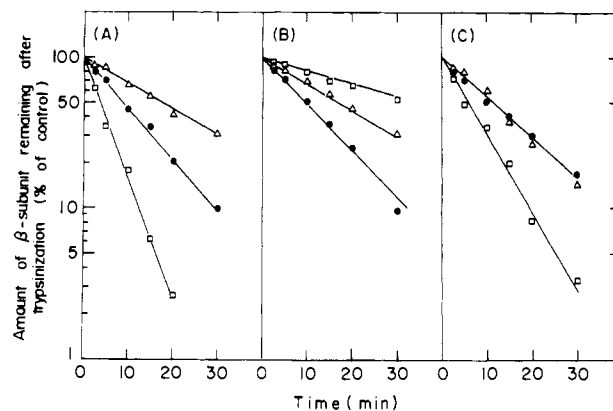 Amount of β-subunit remaining after
trypsinization (% of control)
100
50
10
5
1
(A)
(B)
(C)
0 10 20 30
0 10 20 30
0 10 20 30
Time (min)